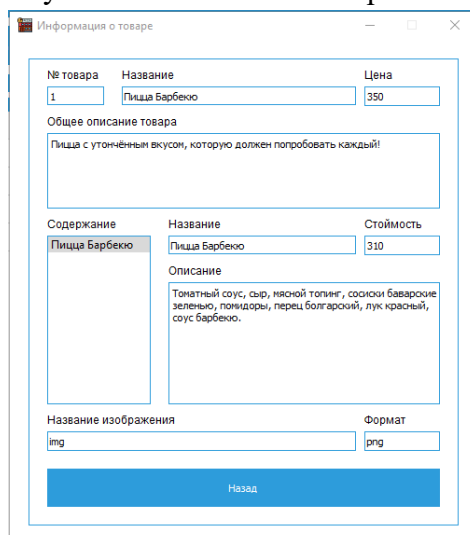 Информация о товаре
№ товара Название Цена
1 Пицца Барбекю 350
Общее описание товара
Пицца с утончённым вкусом, которую должен попробовать каждый!
Содержание Название Стоимость
Пицца Барбекю Пицца Барбекю 310
Описание
Томатный соус, сыр, мясной топинг, сосиски баварские
зеленью, помидоры, перец болгарский, лук красный,
соус барбекю.
Название изображения Формат
img png
Назад